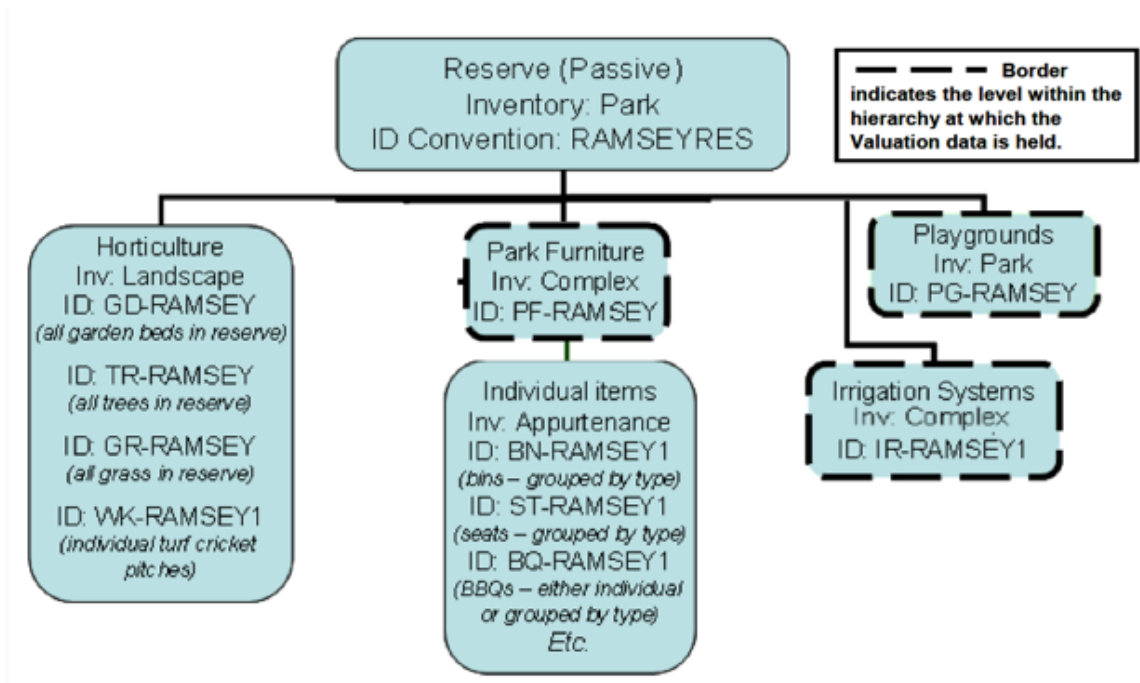 Reserve (Passive)
Inventory: Park
ID Convention: RAMSEYRES
Border
indicates the level within the
hierarchy at which the
Valuation data is held.
Horticulture
Inv: Landscape
ID: GD-RAMSEY
(all garden beds in reserve)
ID: TR-RAMSEY
(all trees in reserve)
ID: GR-RAMSEY
(all grass in reserve)
ID: WK-RAMSEY1
(individual turf cricket
pitches)
Park Furniture
Inv: Complex
ID: PF-RAMSEY
Individual items
Inv: Appurtenance
ID: BN-RAMSEY1
(bins – grouped by type)
ID: ST-RAMSEY1
(seats – grouped by type)
ID: BQ-RAMSEY1
(BBQs – either individual
or grouped by type)
Etc.
Playgrounds
Inv: Park
ID: PG-RAMSEY
Irrigation Systems
Inv: Complex
ID: IR-RAMSEY1